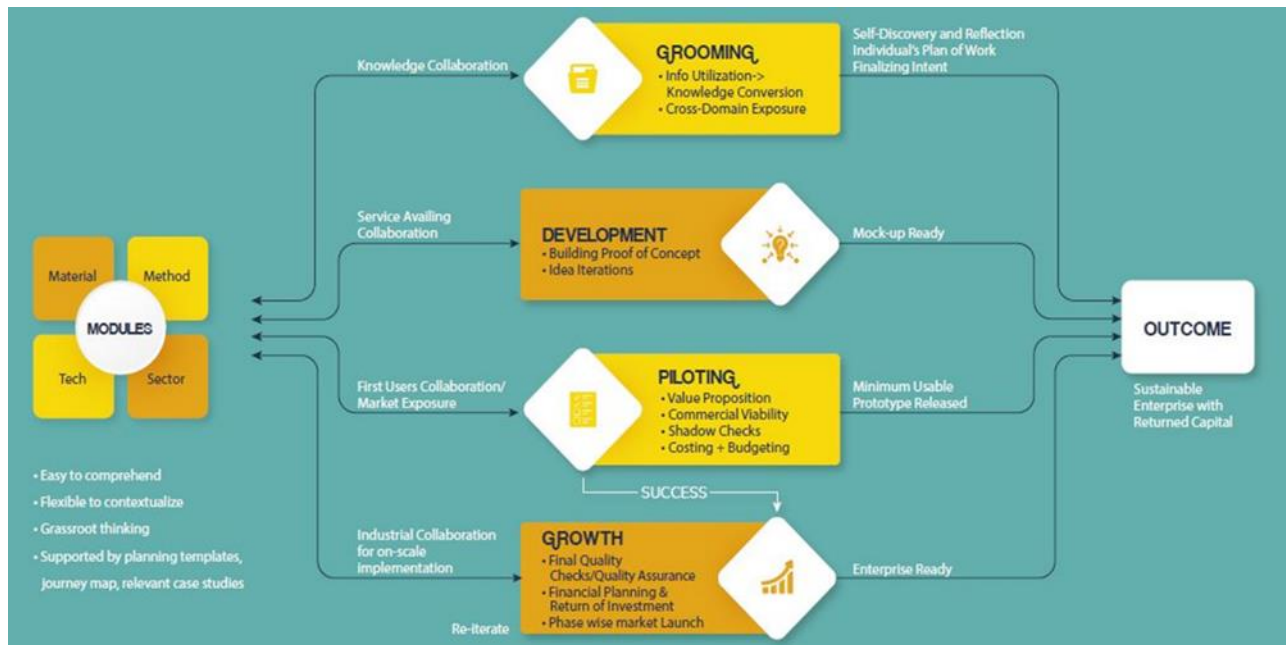 Material
Method
MODULES
Tech
Sector
• Easy to comprehend
• Flexible to contextualize
• Grassroot thinking
• Supported by planning templates,
journey map, relevant case studies
Knowledge Collaboration
GROOMING
• Info Utilization->
Knowledge Conversion
• Cross-Domain Exposure
Self-Discovery and Reflection
Individual's Plan of Work
Finalizing Intent
Service Availing
Collaboration
DEVELOPMENT
• Building Proof of Concept
• Idea Iterations
Mock-up Ready
First Users Collaboration/
Market Exposure
PILOTING
• Value Proposition
• Commercial Viability
• Shadow Checks
• Costing + Budgeting
Minimum Usable
Prototype Released
SUCCESS
Industrial Collaboration
for on-scale
implementation
GROWTH
• Final Quality
Checks/Quality Assurance
• Financial Planning &
Return of Investment
• Phase wise market Launch
Enterprise Ready
Re-iterate
OUTCOME
Sustainable
Enterprise with
Returned Capital